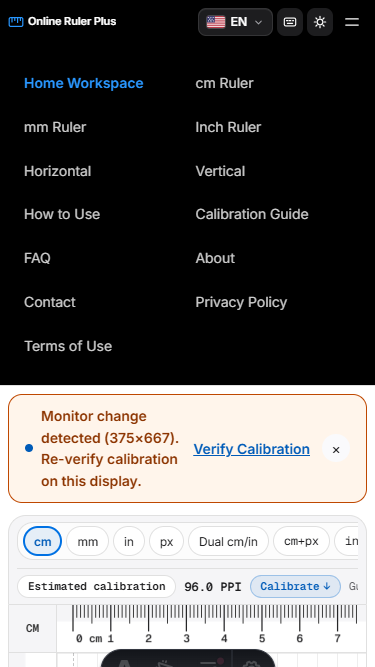 Online Ruler Plus
EN
Home Workspace
cm Ruler
mm Ruler
Inch Ruler
Horizontal
Vertical
How to Use
Calibration Guide
FAQ
About
Contact
Privacy Policy
Terms of Use
Monitor change
detected (375×667).
Re-verify calibration
on this display.
Verify Calibration
×
cm
mm
in
px
Dual cm/in
cm+px
in
Estimated calibration
96.0 PPI
Calibrate ↓
CM
0 cm 1 2 3 4 5 6 7